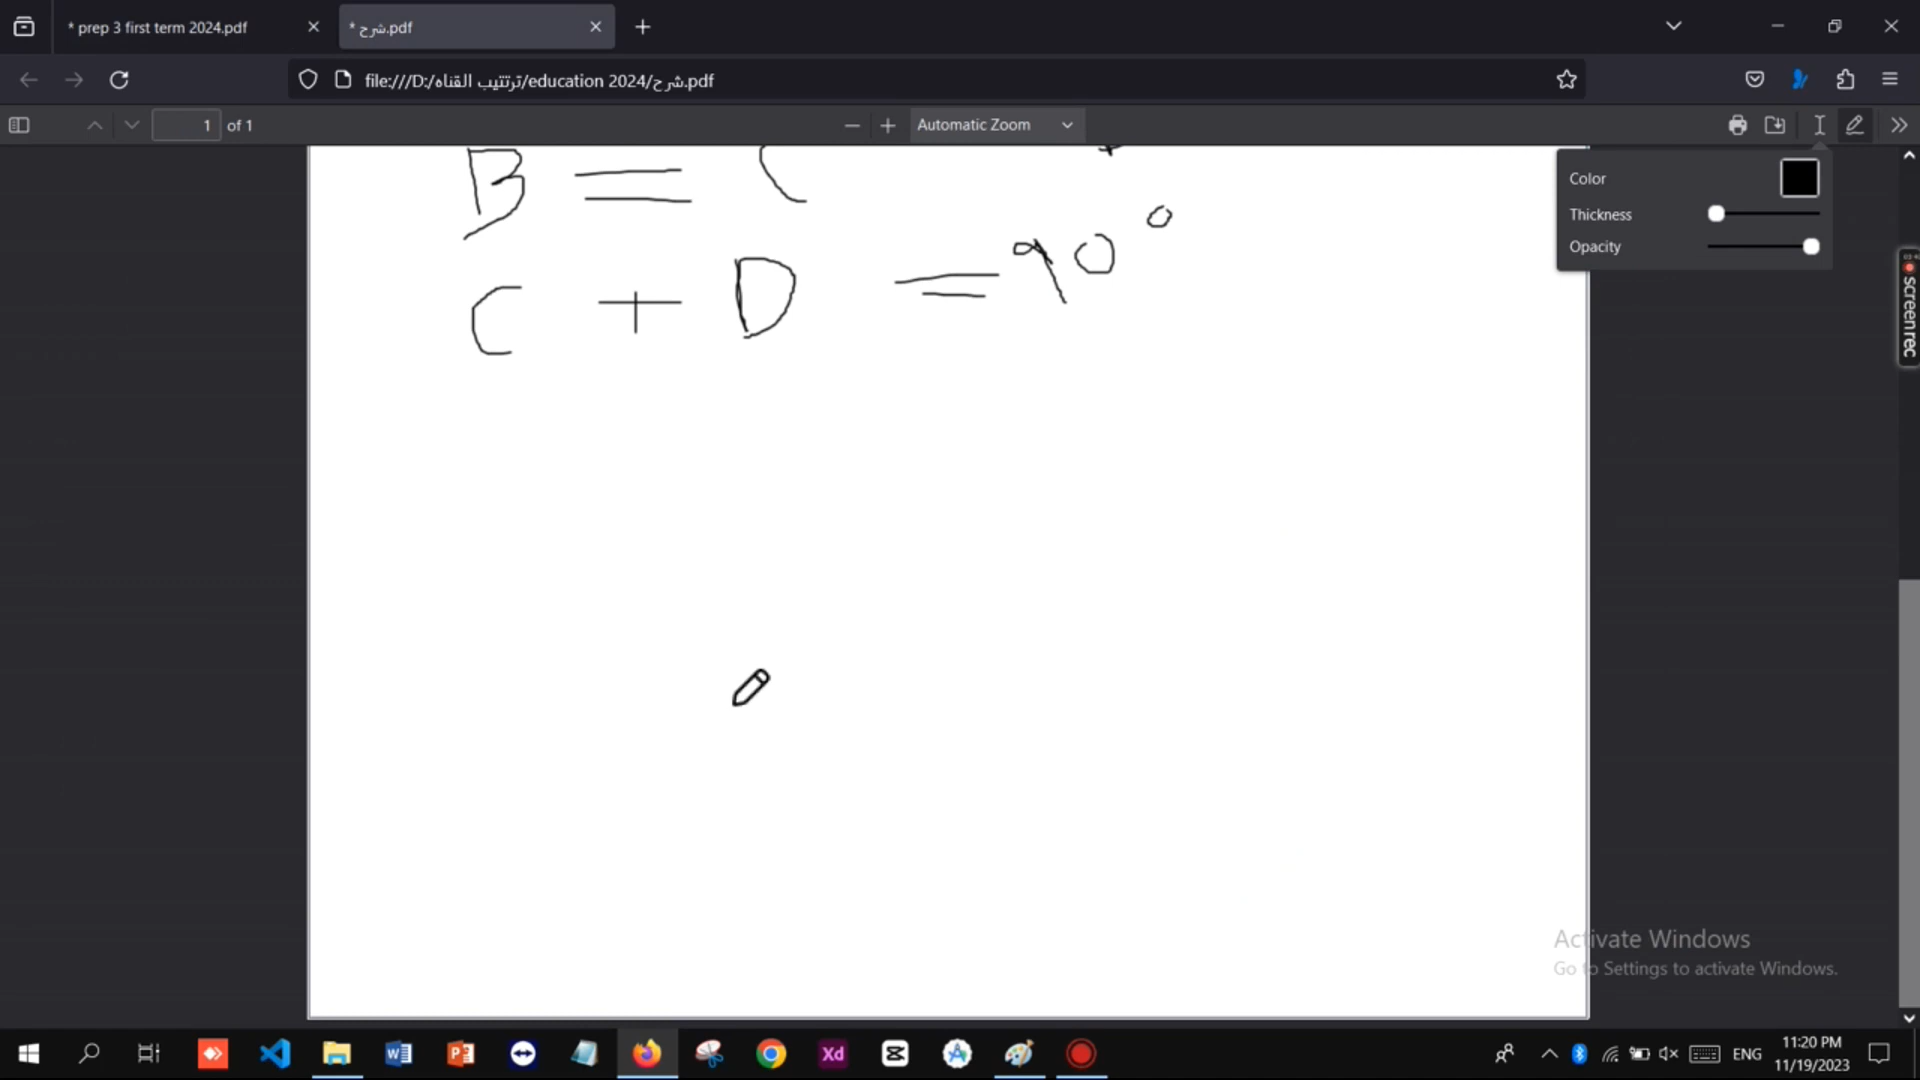 * prep 3 first term 2024.pdf
* شرح.pdf
file:///D:/ترتتيب القناه/education 2024/شرح.pdf
1 of 1
Automatic Zoom
Color
Thickness
Opacity
B = C
C + D = 90°
screenrec
Activate Windows
Go to Settings to activate Windows.
Xd
ENG
11:20 PM
11/19/2023